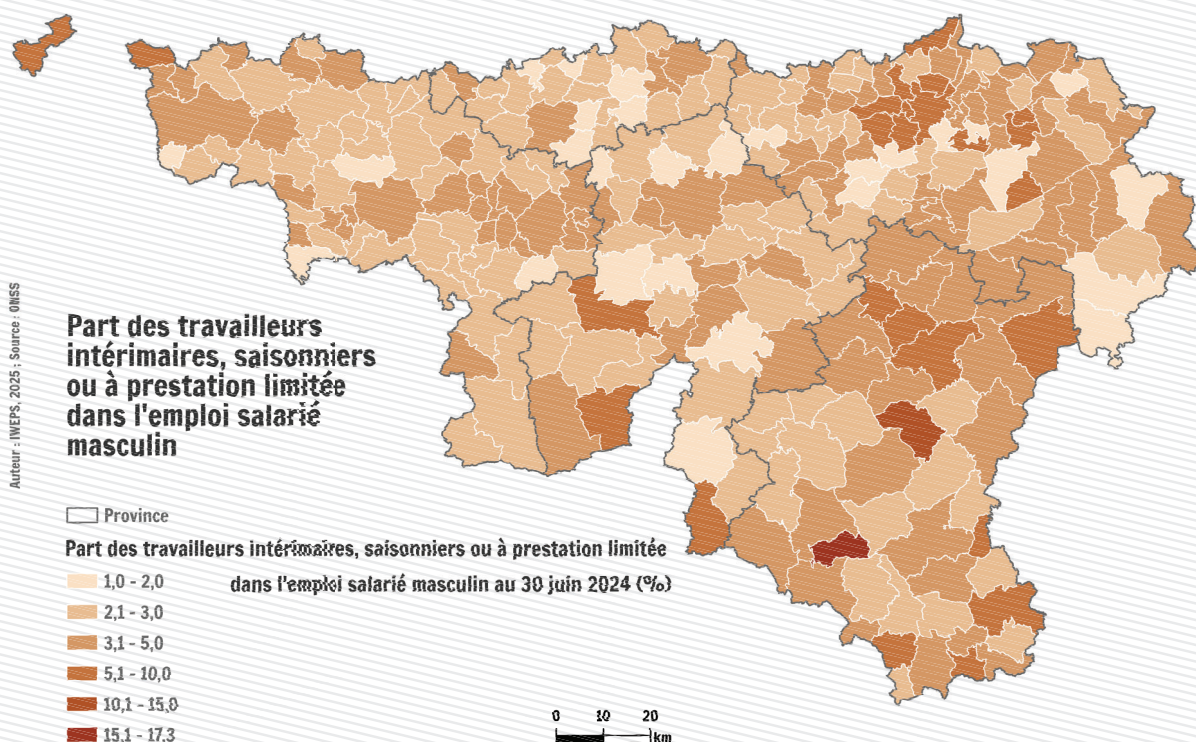 Auteur : IWEPS, 2025 ; Source : ONSS
Part des travailleurs
intérimaires, saisonniers
ou à prestation limitée
dans l'emploi salarié
masculin
Province
Part des travailleurs intérimaires, saisonniers ou à prestation limitée
dans l'emploi salarié masculin au 30 juin 2024 (%)
1,0 - 2,0
2,1 - 3,0
3,1 - 5,0
5,1 - 10,0
10,1 - 15,0
15,1 - 17,3
0 10 20
km